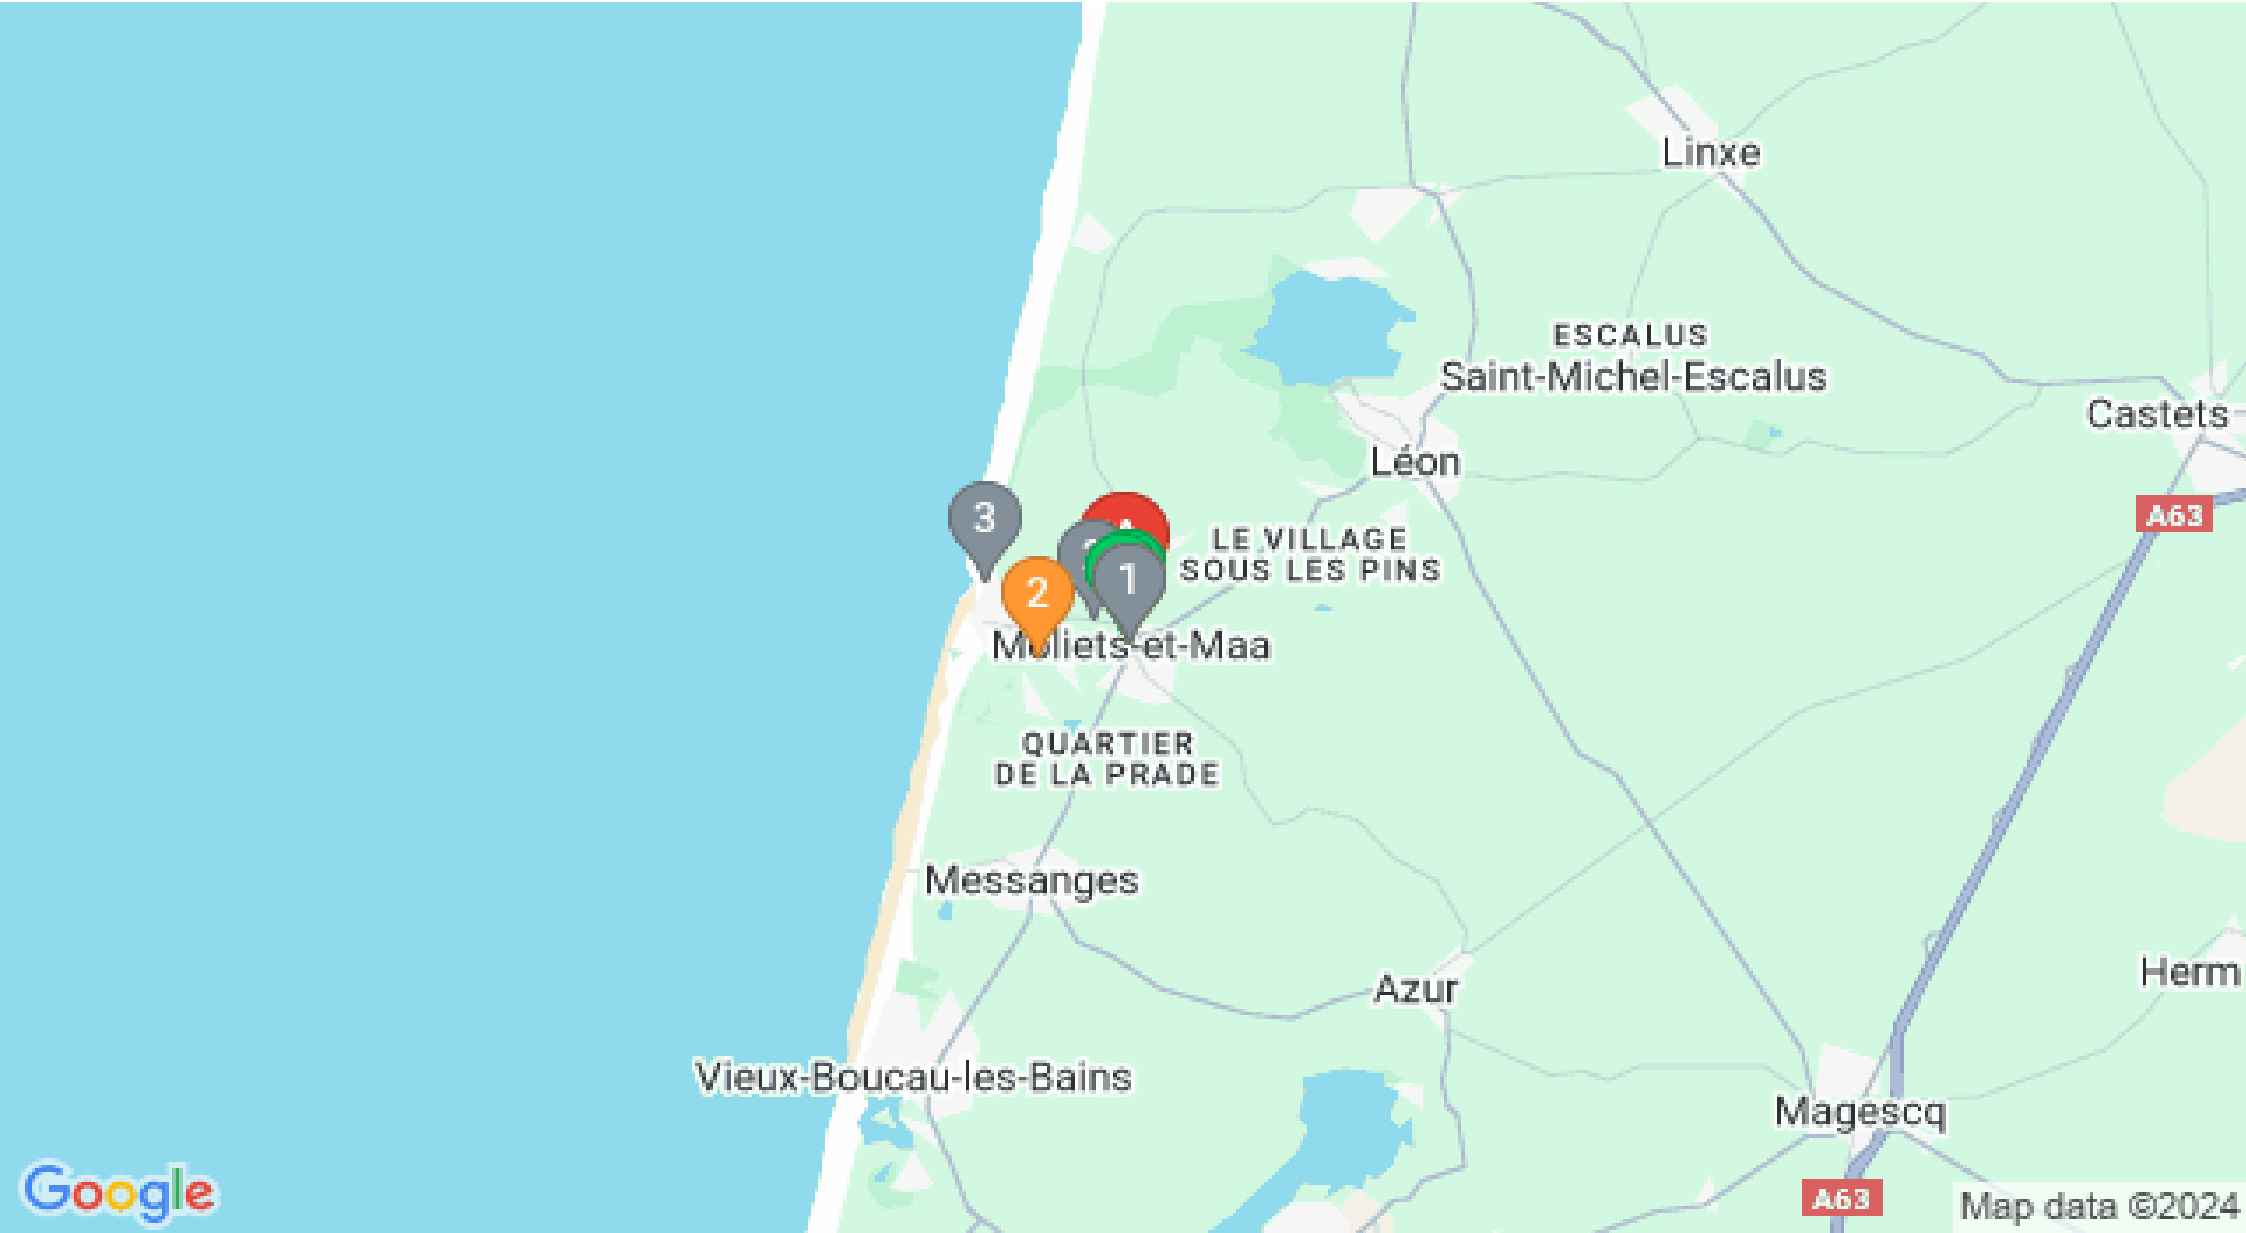 Linxe
ESCALUS
Saint-Michel-Escalus
Castets
Léon
A63
3
2
1
LE VILLAGE
SOUS LES PINS
Moliets-et-Maa
QUARTIER
DE LA PRADE
Messanges
Herm
Azur
Vieux-Boucau-les-Bains
Magescq
A63
Google
Map data ©2024